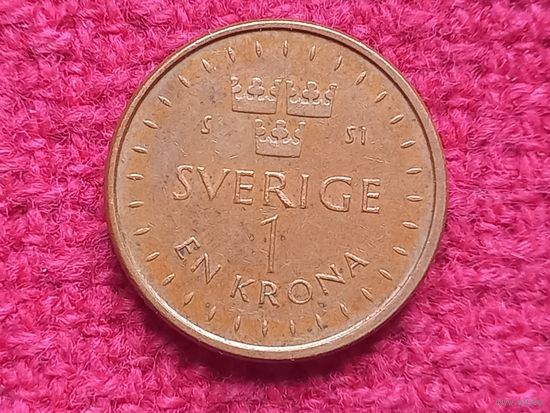 S SI
SVERIGE
1
EN KRONA